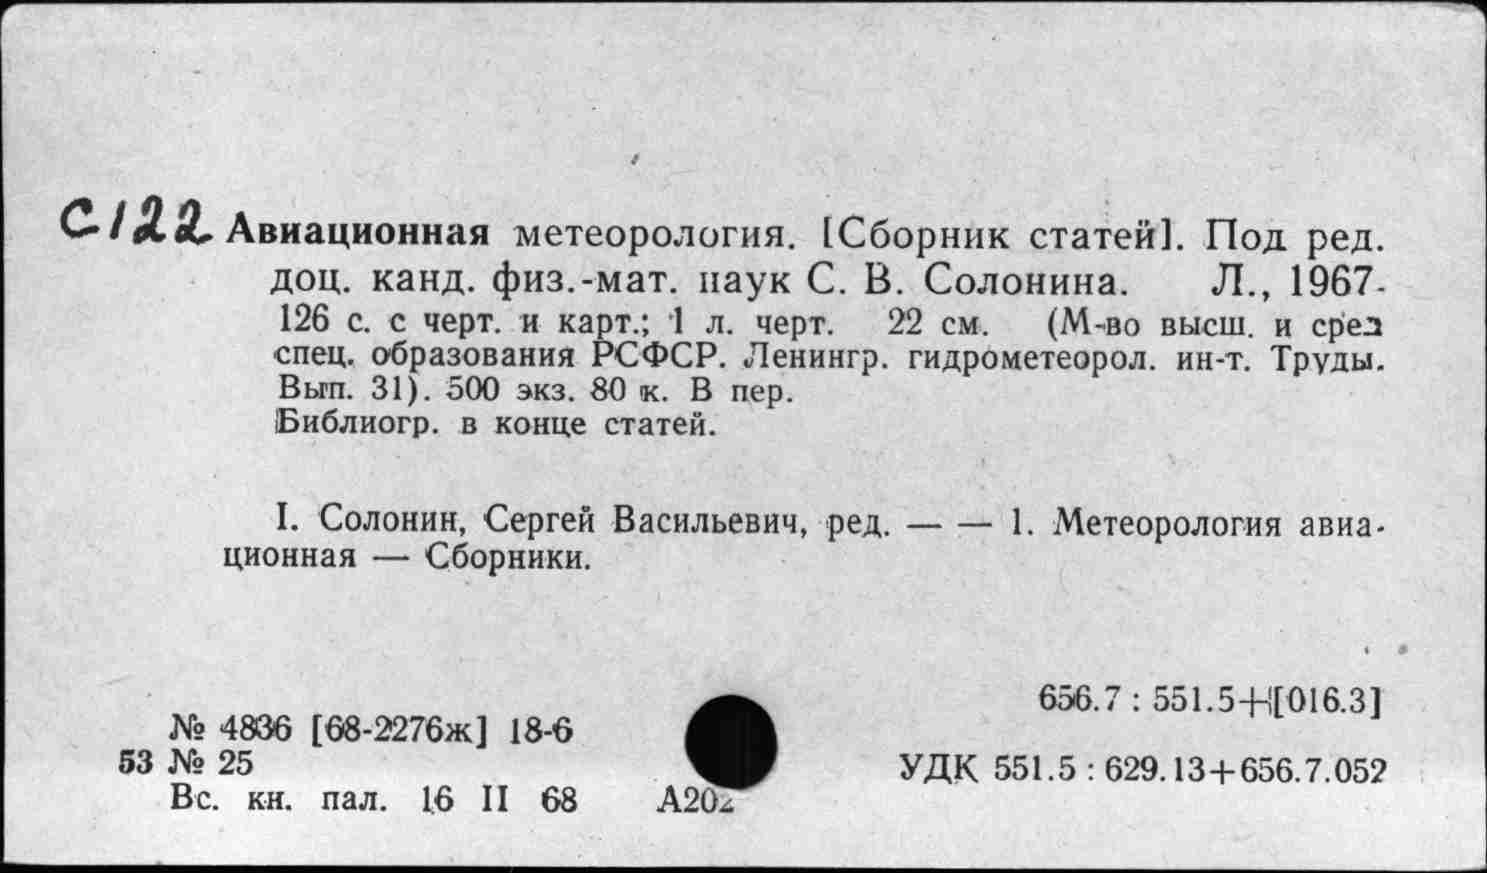 С122 Авиационная метеорология. [Сборник статей]. Под ред.
доц. канд. физ.-мат. наук С. В. Солонина. Л., 1967.
126 с. с черт. и карт.; 1 л. черт. 22 см. (М-во высш. и сред
спец. образования РСФСР. Ленингр. гидрометеорол. ин-т. Труды.
Вып. 31). 500 экз. 80 к. В пер.
Библиогр. в конце статей.
I. Солонин, Сергей Васильевич, ред. — — 1. Метеорология авиа-
ционная — Сборники.
656.7 : 551.5+[016.3]
№ 4836 [68-2276ж] 18-6
53 № 25
УДК 551.5 : 629.13+656.7.052
Вс. кн. пал. 16 II 68 А202